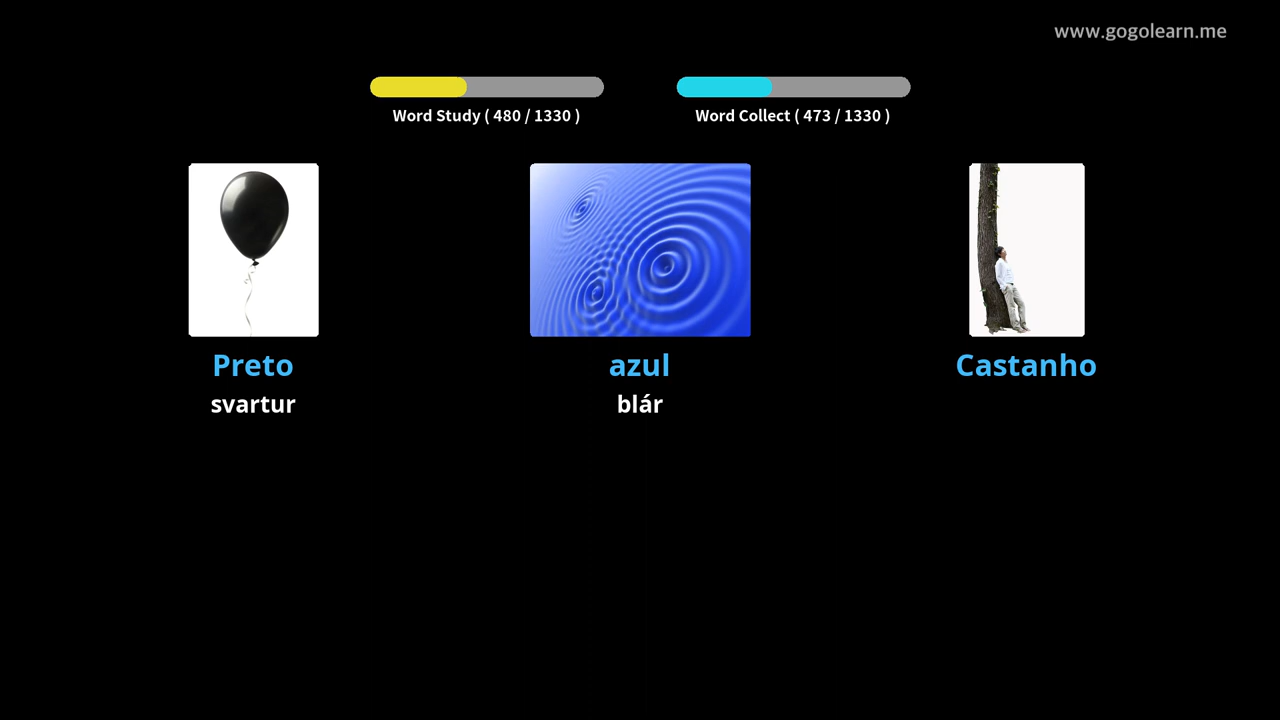 www.gogolearn.me
Word Study ( 480 / 1330 )
Word Collect ( 473 / 1330 )
Preto
svartur
azul
blár
Castanho